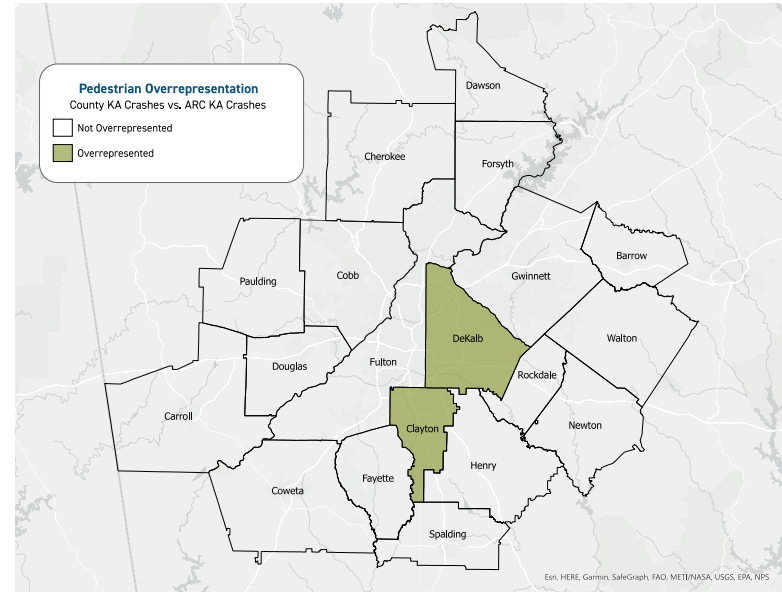 Pedestrian Overrepresentation
County KA Crashes vs. ARC KA Crashes
Not Overrepresented
Overrepresented
Dawson
Cherokee
Forsyth
Barrow
Gwinnett
Cobb
Paulding
DeKalb
Walton
Fulton
Douglas
Rockdale
Carroll
Clayton
Newton
Henry
Fayette
Coweta
Spalding
Esri, HERE, Garmin, SafeGraph, FAO, METI/NASA, USGS, EPA, NPS